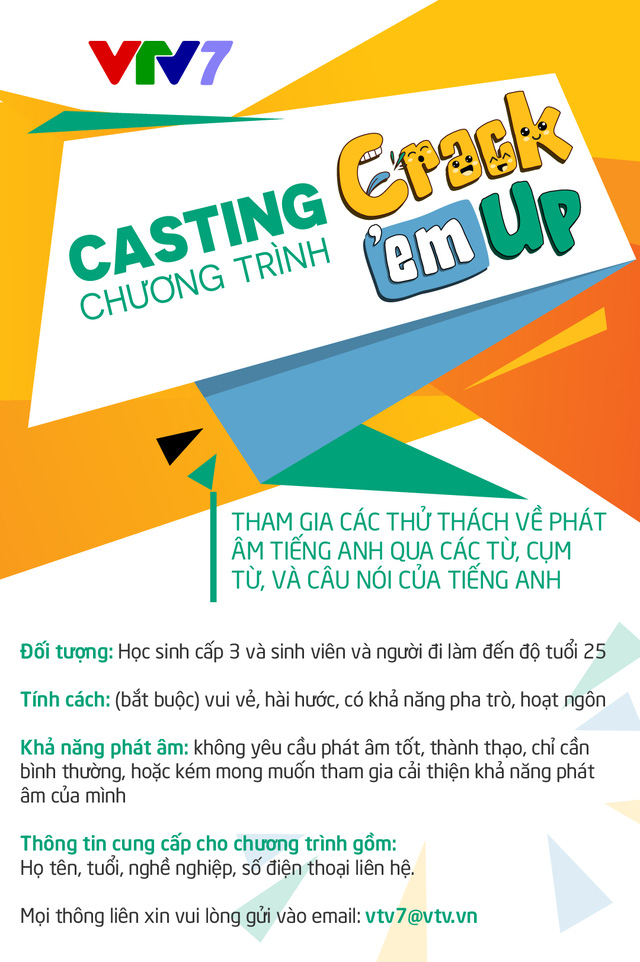 VTV7
CASTING
CHƯƠNG TRÌNH
Crack
'em Up
THAM GIA CÁC THỬ THÁCH VỀ PHÁT
ÂM TIẾNG ANH QUA CÁC TỪ, CỤM
TỪ, VÀ CÂU NÓI CỦA TIẾNG ANH
Đối tượng: Học sinh cấp 3 và sinh viên và người đi làm đến độ tuổi 25
Tính cách: (bắt buộc) vui vẻ, hài hước, có khả năng pha trò, hoạt ngôn
Khả năng phát âm: không yêu cầu phát âm tốt, thành thạo, chỉ cần
bình thường, hoặc kém mong muốn tham gia cải thiện khả năng phát
âm của mình
Thông tin cung cấp cho chương trình gồm:
Họ tên, tuổi, nghề nghiệp, số điện thoại liên hệ.
Mọi thông liên xin vui lòng gửi vào email: vtv7@vtv.vn